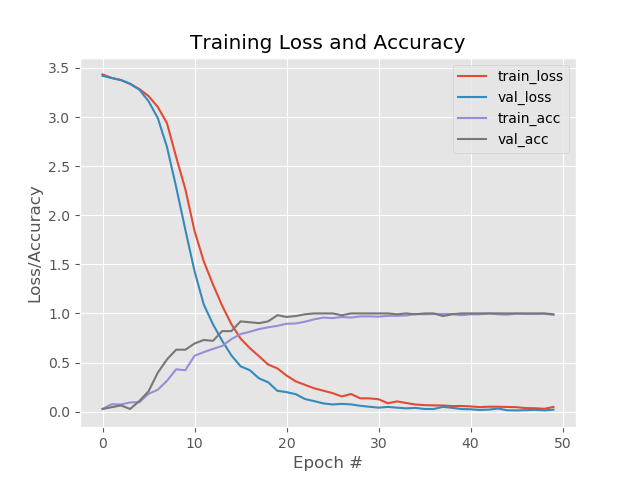 Training Loss and Accuracy
3.5
3.0
2.5
2.0
1.5
1.0
0.5
0.0
Loss/Accuracy
train_loss
val_loss
train_acc
val_acc
0 10 20 30 40 50
Epoch #